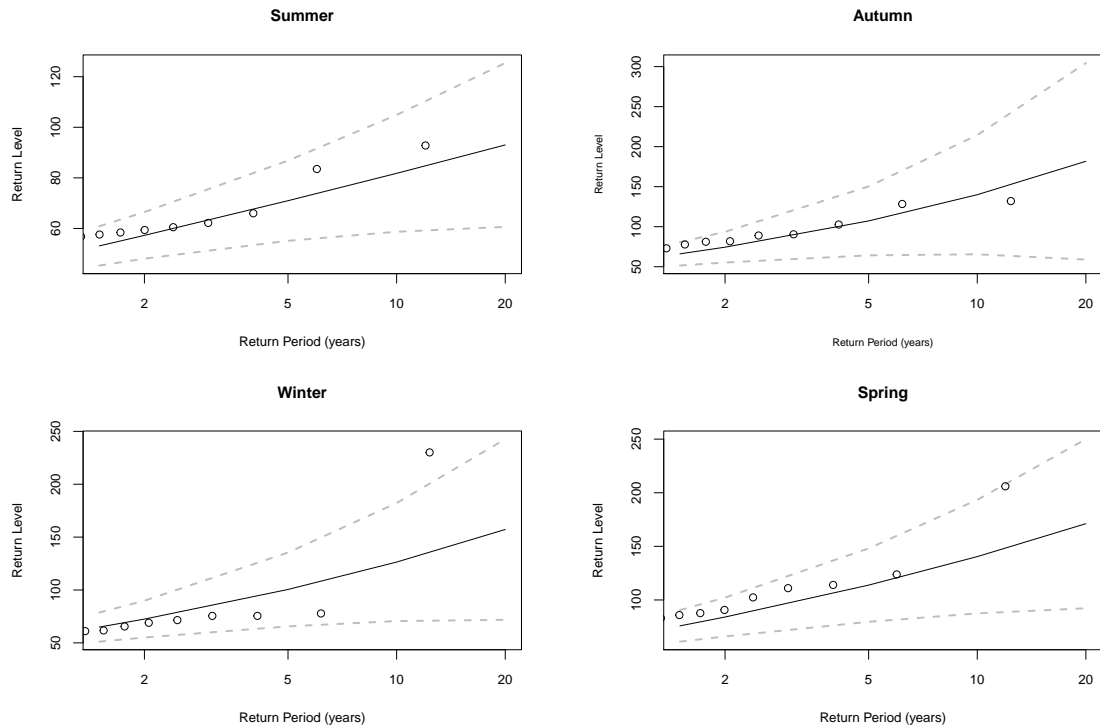 Summer
Return Level
60 80 100 120
2 5 10 20
Return Period (years)
Autumn
Return Level
50 100 150 200 250 300
2 5 10 20
Return Period (years)
Winter
Return Level
50 100 150 200 250
2 5 10 20
Return Period (years)
Spring
Return Level
100 150 200 250
2 5 10 20
Return Period (years)